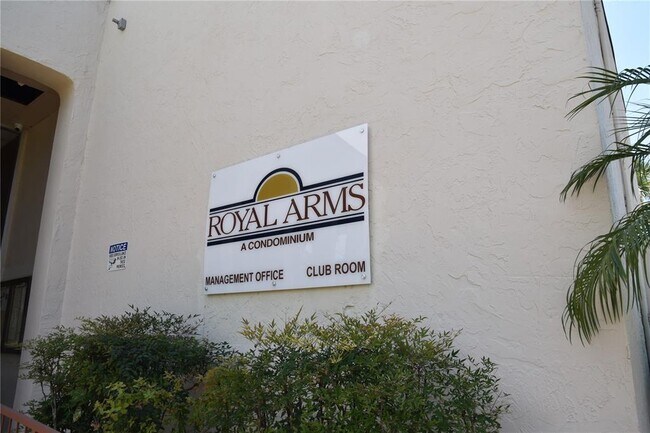 ROYAL ARMS
A CONDOMINIUM
MANAGEMENT OFFICE CLUB ROOM
NOTICE